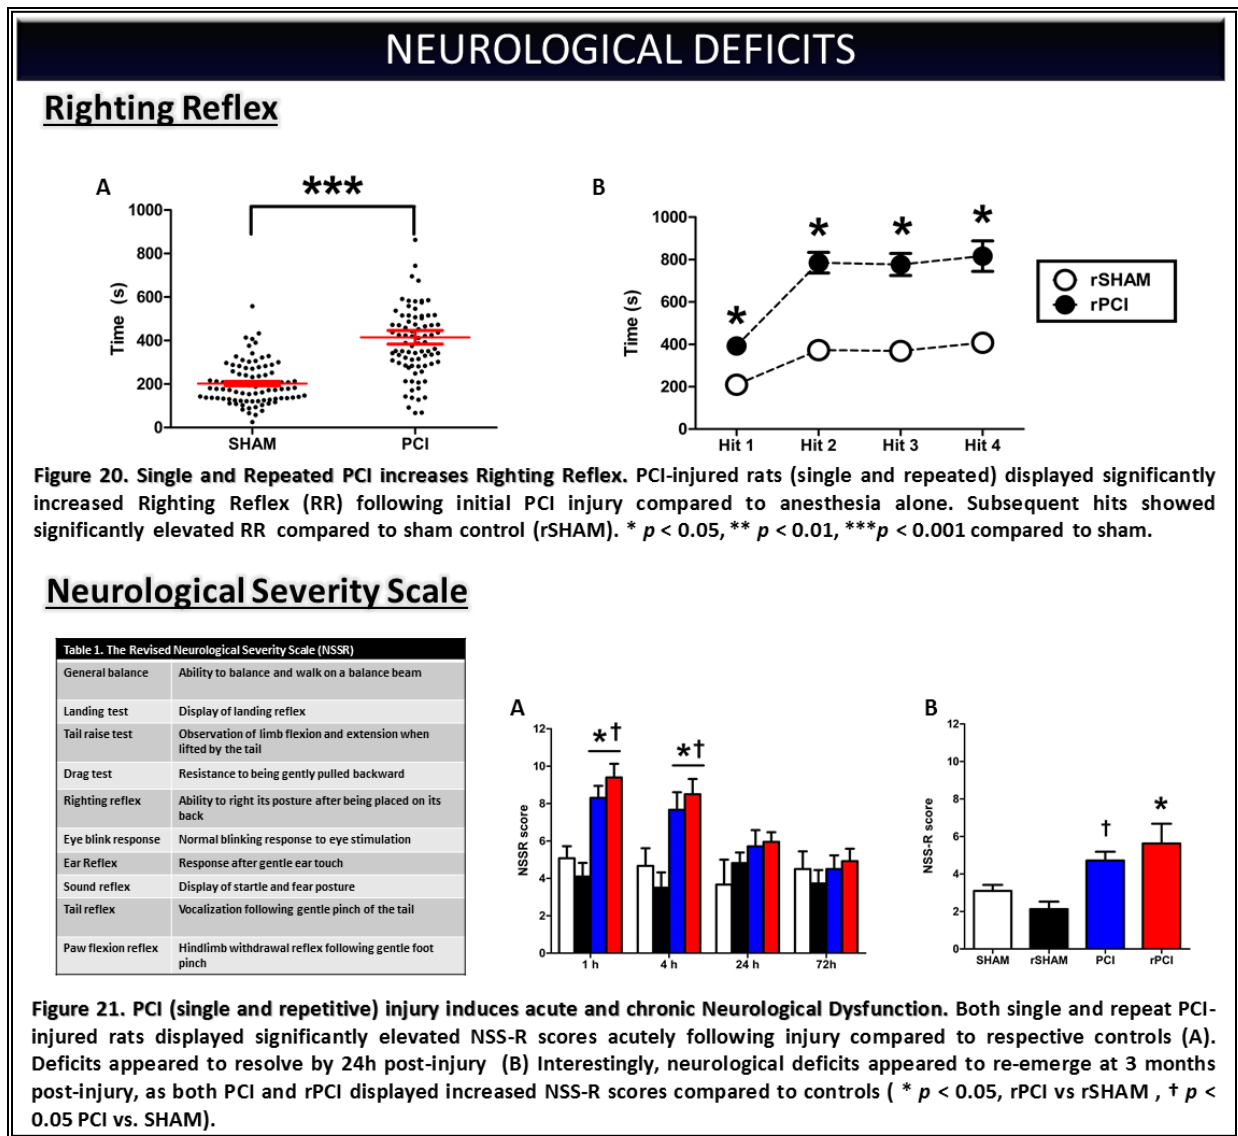 NEUROLOGICAL DEFICITS
Righting Reflex
A
***
1000
800
600
400
200
0
Time (s)
SHAM
PCI
B
1000
800
600
400
200
0
Time (s)
*
*
*
*
Hit 1
Hit 2
Hit 3
Hit 4
rSHAM
rPCI
Figure 20. Single and Repeated PCI increases Righting Reflex. PCI-injured rats (single and repeated) displayed significantly
increased Righting Reflex (RR) following initial PCI injury compared to anesthesia alone. Subsequent hits showed
significantly elevated RR compared to sham control (rSHAM). * p < 0.05, ** p < 0.01, ***p < 0.001 compared to sham.
Neurological Severity Scale
Table 1. The Revised Neurological Severity Scale (NSSR)
General balance Ability to balance and walk on a balance beam
Landing test Display of landing reflex
Tail raise test Observation of limb flexion and extension when
lifted by the tail
Drag test Resistance to being gently pulled backward
Righting reflex Ability to right its posture after being placed on its
back
Eye blink response Normal blinking response to eye stimulation
Ear Reflex Response after gentle ear touch
Sound reflex Display of startle and fear posture
Tail reflex Vocalization following gentle pinch of the tail
Paw flexion reflex Hindlimb withdrawal reflex following gentle foot
pinch
A
12
10
8
6
4
2
0
NSSR score
*†
*†
1 h
4 h
24 h
72h
B
12
10
8
6
4
2
0
NSS-R score
†
*
SHAM
rSHAM
PCI
rPCI
Figure 21. PCI (single and repetitive) injury induces acute and chronic Neurological Dysfunction. Both single and repeat PCI-
injured rats displayed significantly elevated NSS-R scores acutely following injury compared to respective controls (A).
Deficits appeared to resolve by 24h post-injury (B) Interestingly, neurological deficits appeared to re-emerge at 3 months
post-injury, as both PCI and rPCI displayed increased NSS-R scores compared to controls ( * p < 0.05, rPCI vs rSHAM , † p <
0.05 PCI vs. SHAM).